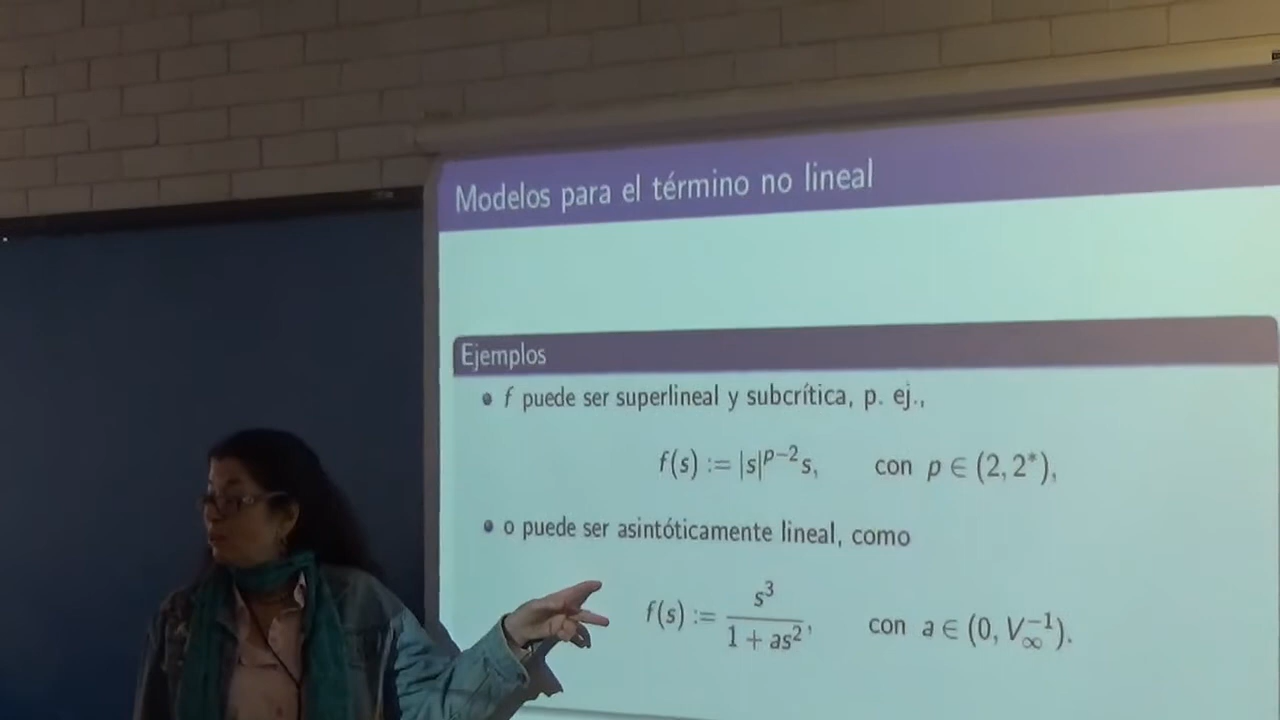 Modelos para el término no lineal
Ejemplos
• f puede ser superlineal y subcrítica, p. ej.,
f(s) := |s|^{p−2}s, con p ∈ (2, 2*),
• o puede ser asintóticamente lineal, como
f(s) := \frac{s^3}{1 + as^2}, con a ∈ (0, V_∞^{−1}).